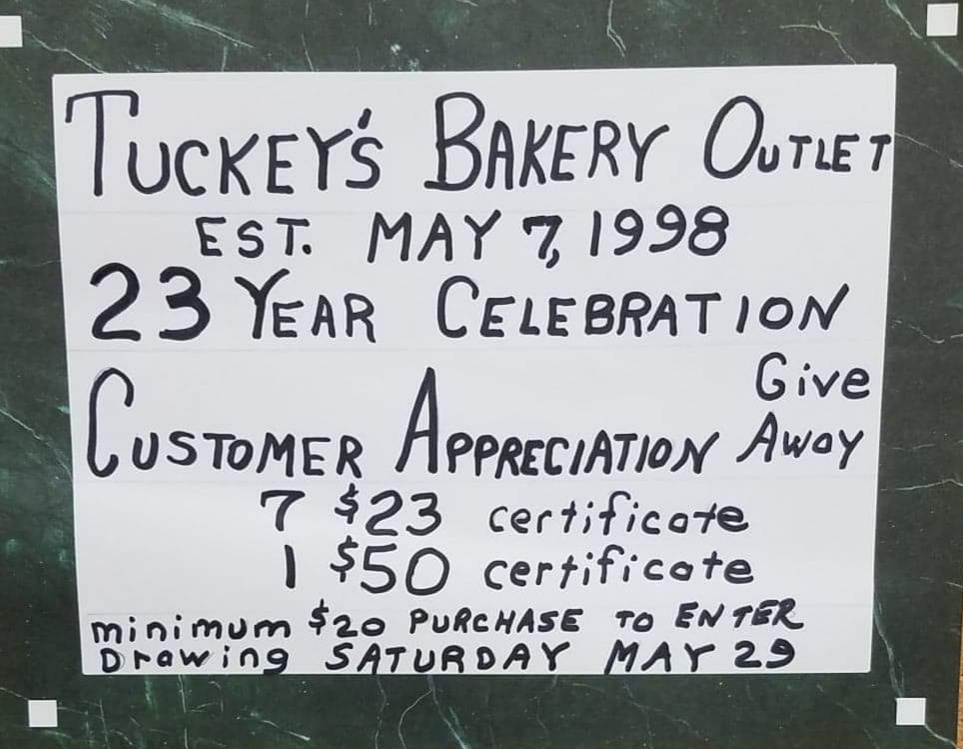 TUCKEY'S BAKERY OUTLET
EST. MAY 7, 1998
23 YEAR CELEBRATION
CUSTOMER APPRECIATION Give Away
7 $23 certificate
1 $50 certificate
minimum $20 PURCHASE TO ENTER
Drawing SATURDAY MAY 29